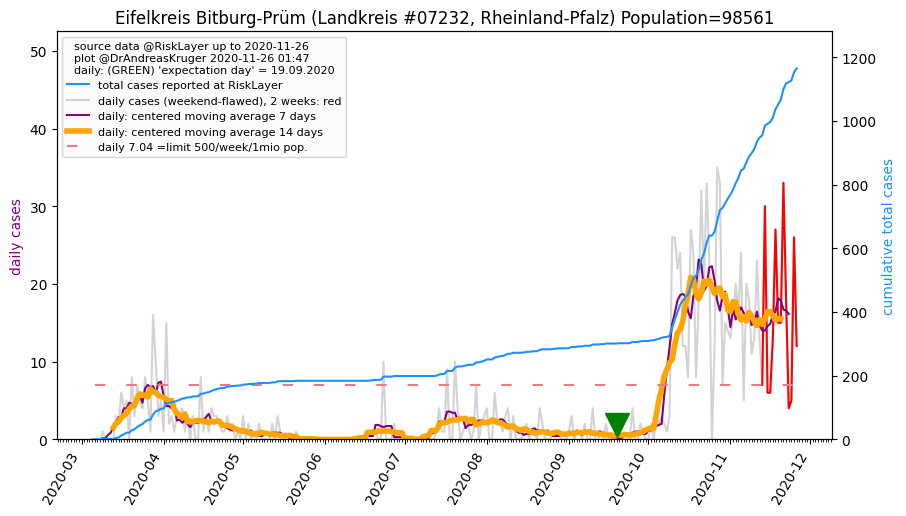 Eifelkreis Bitburg-Prüm (Landkreis #07232, Rheinland-Pfalz) Population=98561
source data @RiskLayer up to 2020-11-26
plot @DrAndreasKruger 2020-11-26 01:47
daily: (GREEN) 'expectation day' = 19.09.2020
total cases reported at RiskLayer
daily cases (weekend-flawed), 2 weeks: red
daily: centered moving average 7 days
daily: centered moving average 14 days
daily 7.04 =limit 500/week/1mio pop.
daily cases
50
40
30
20
10
0
cumulative total cases
1200
1000
800
600
400
200
0
2020-03
2020-04
2020-05
2020-06
2020-07
2020-08
2020-09
2020-10
2020-11
2020-12